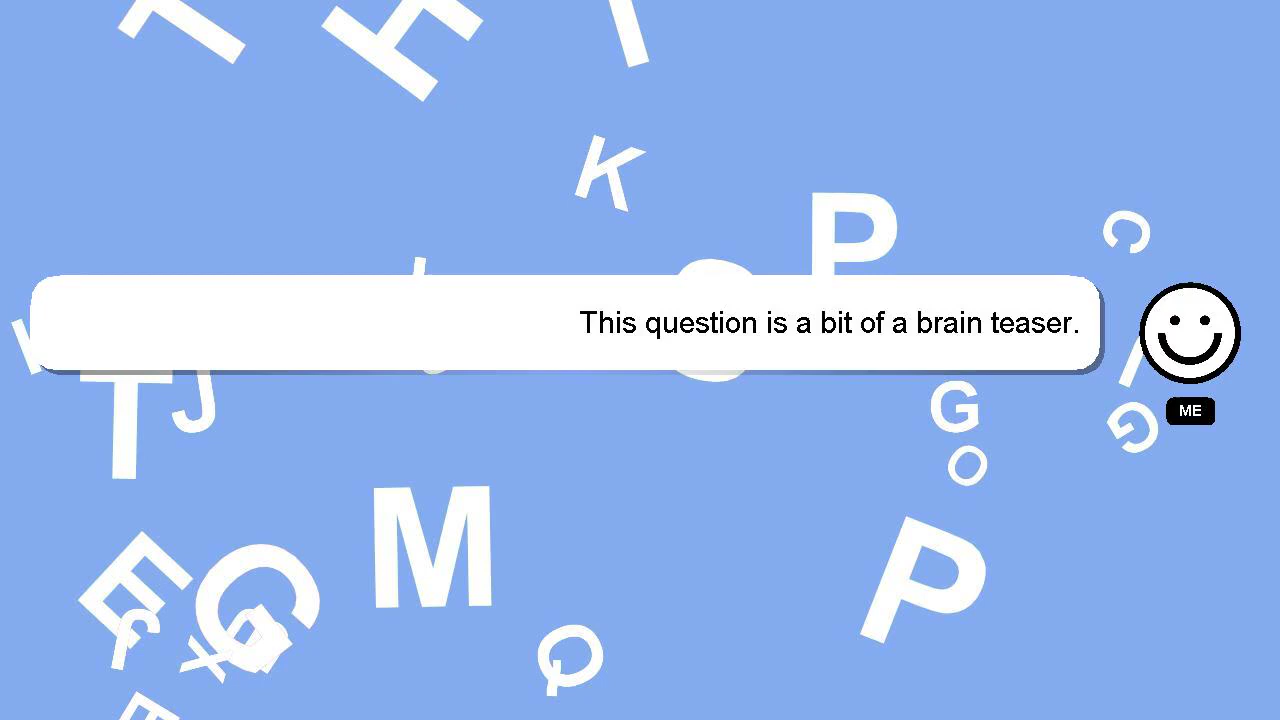 This question is a bit of a brain teaser.
ME
K
P
C
T
J
G
G
O
M
P
E
G
X
Q